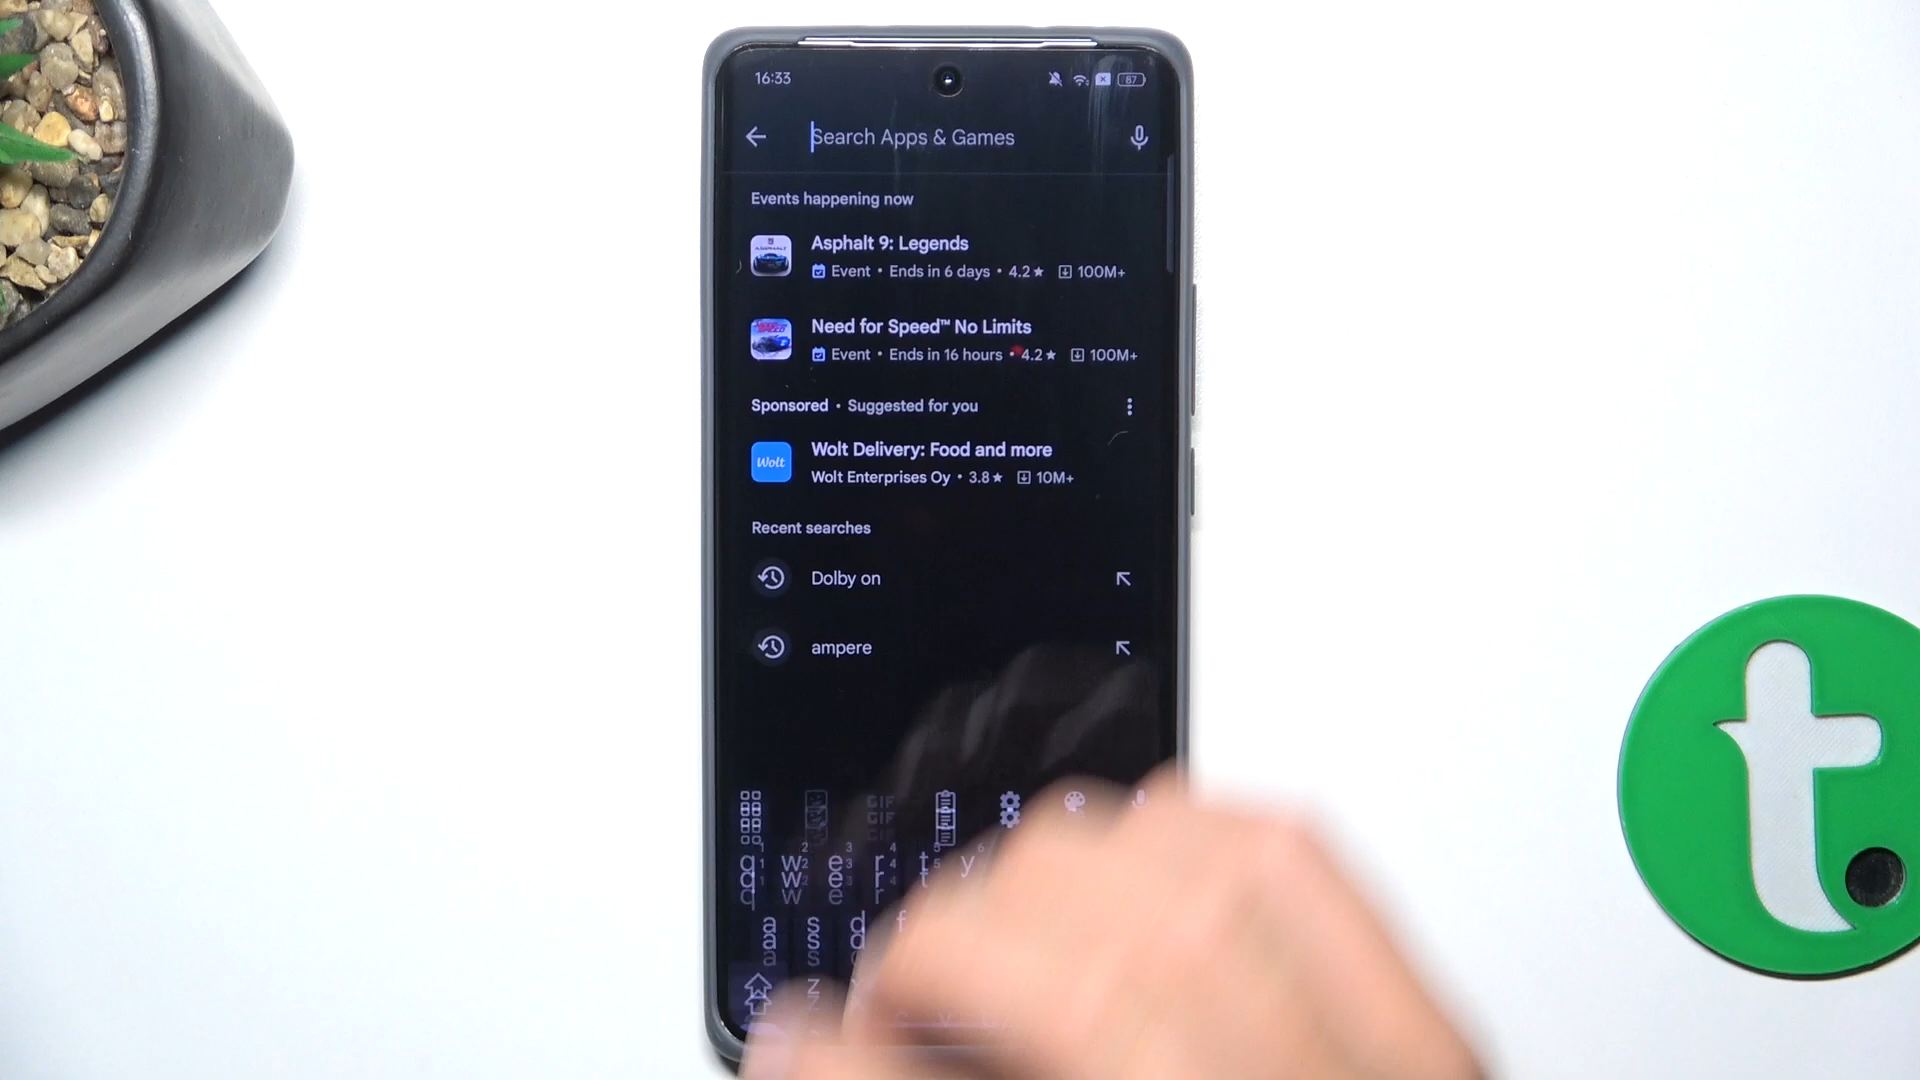 16:33
87
Search Apps & Games
Events happening now
Asphalt 9: Legends
Event • Ends in 6 days • 4.2★ 100M+
Need for Speed™ No Limits
Event • Ends in 16 hours • 4.2★ 100M+
Sponsored • Suggested for you
Wolt
Wolt Delivery: Food and more
Wolt Enterprises Oy • 3.8★ 10M+
Recent searches
Dolby on
ampere
GIF
q w e r t y
a s d f
z
t